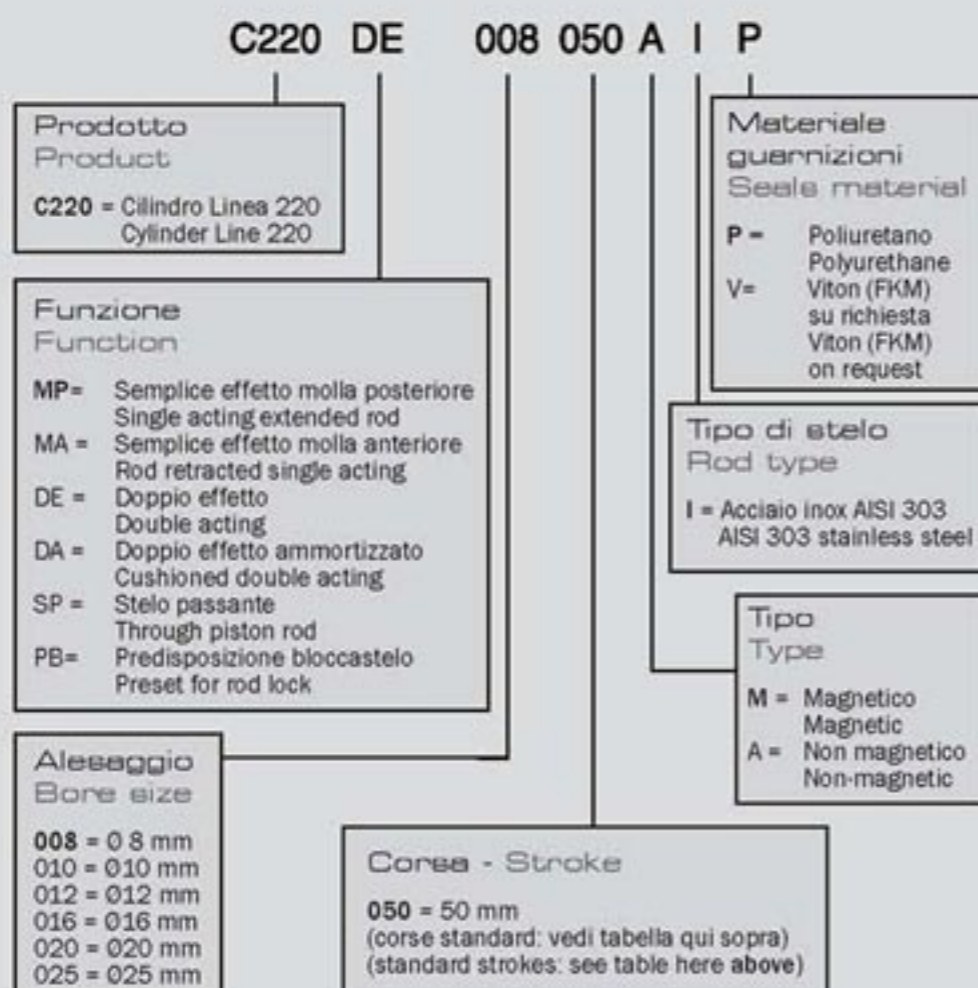 C220 DE 008 050 A I P
Prodotto
Product
C220 = Cilindro Linea 220
Cylinder Line 220
Funzione
Function
MP= Semplice effetto molla posteriore
Single acting extended rod
MA = Semplice effetto molla anteriore
Rod retracted single acting
DE = Doppio effetto
Double acting
DA = Doppio effetto ammortizzato
Cushioned double acting
SP = Stelo passante
Through piston rod
PB= Predisposizione bloccastelo
Preset for rod lock
Alesaggio
Bore size
008 = Ø 8 mm
010 = Ø10 mm
012 = Ø12 mm
016 = Ø16 mm
020 = Ø20 mm
025 = Ø25 mm
Corsa - Stroke
050 = 50 mm
(corse standard: vedi tabella qui sopra)
(standard strokes: see table here above)
Materiale
guarnizioni
Seals material
P = Poliuretano
Polyurethane
V= Viton (FKM)
su richiesta
Viton (FKM)
on request
Tipo di stelo
Rod type
I = Acciaio inox AISI 303
AISI 303 stainless steel
Tipo
Type
M = Magnetico
Magnetic
A = Non magnetico
Non-magnetic